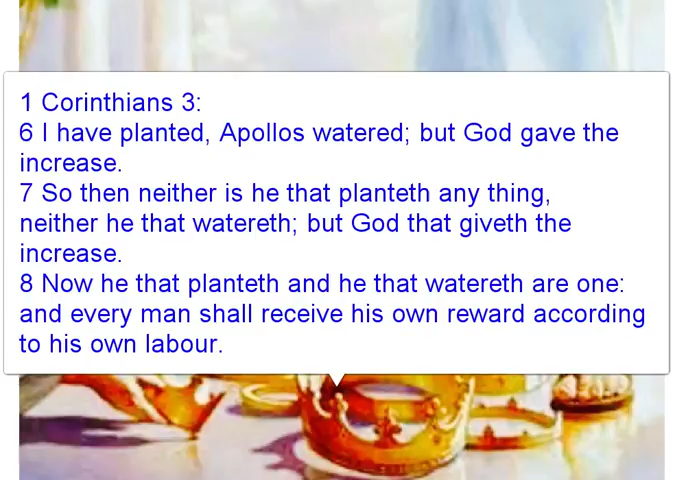 1 Corinthians 3:
6 I have planted, Apollos watered; but God gave the
increase.
7 So then neither is he that planteth any thing,
neither he that watereth; but God that giveth the
increase.
8 Now he that planteth and he that watereth are one:
and every man shall receive his own reward according
to his own labour.